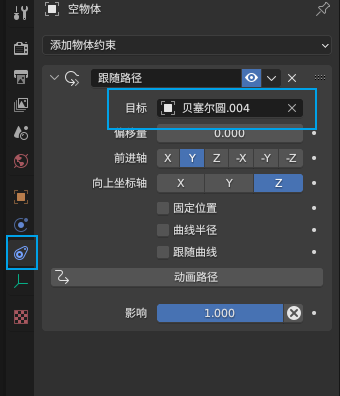 空物体
添加物体约束
跟随路径
目标 贝塞尔圆.004
偏移量 0.000
前进轴 X Y Z -X -Y -Z
向上坐标轴 X Y Z
固定位置
曲线半径
跟随曲线
动画路径
影响 1.000